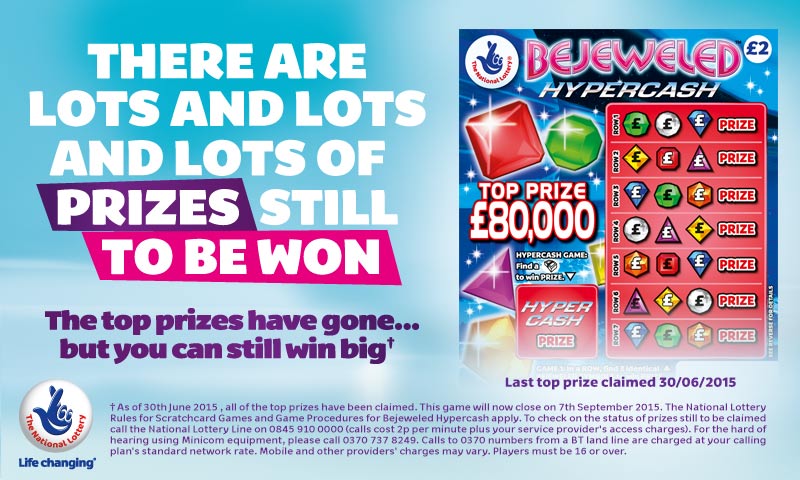 THERE ARE
LOTS AND LOTS
AND LOTS OF
PRIZES STILL
TO BE WON
The top prizes have gone...
but you can still win big†
The National Lottery®
BEJEWELED™
£2
HYPERCASH
TOP PRIZE
£80,000
HYPERCASH GAME:
Find a
to win PRIZE.
HYPER
CASH
PRIZE
ROW 1 £ £ £ PRIZE
ROW 2 £ £ £ PRIZE
ROW 3 £ £ £ PRIZE
ROW 4 £ £ £ PRIZE
ROW 5 £ £ £ PRIZE
ROW 6 £ £ £ PRIZE
ROW 7 £ £ £ PRIZE
SEE REVERSE FOR DETAILS
Last top prize claimed 30/06/2015
† As of 30th June 2015 , all of the top prizes have been claimed. This game will now close on 7th September 2015. The National Lottery
Rules for Scratchcard Games and Game Procedures for Bejeweled Hypercash apply. To check on the status of prizes still to be claimed
call the National Lottery Line on 0845 910 0000 (calls cost 2p per minute plus your service provider's access charges). For the hard of
hearing using Minicom equipment, please call 0370 737 8249. Calls to 0370 numbers from a BT land line are charged at your calling
plan's standard network rate. Mobile and other providers' charges may vary. Players must be 16 or over.
The National Lottery
Life changing°